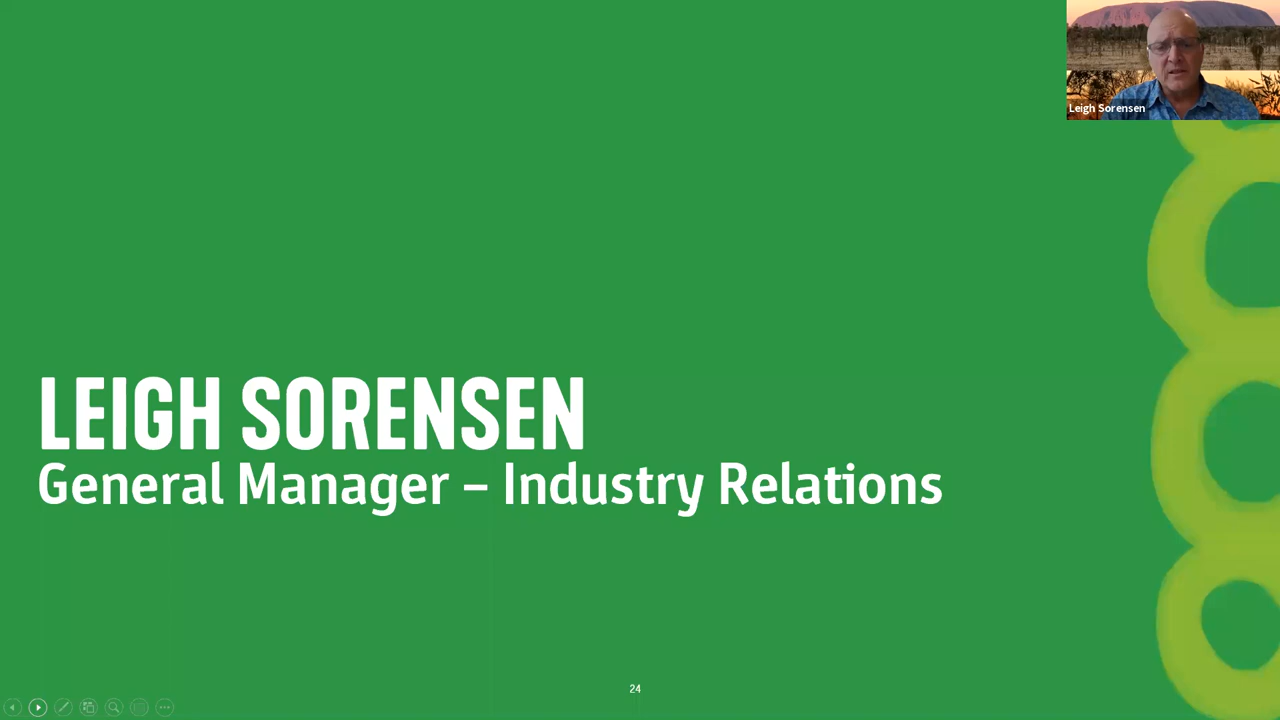 Leigh Sorensen
LEIGH SORENSEN
General Manager – Industry Relations
24